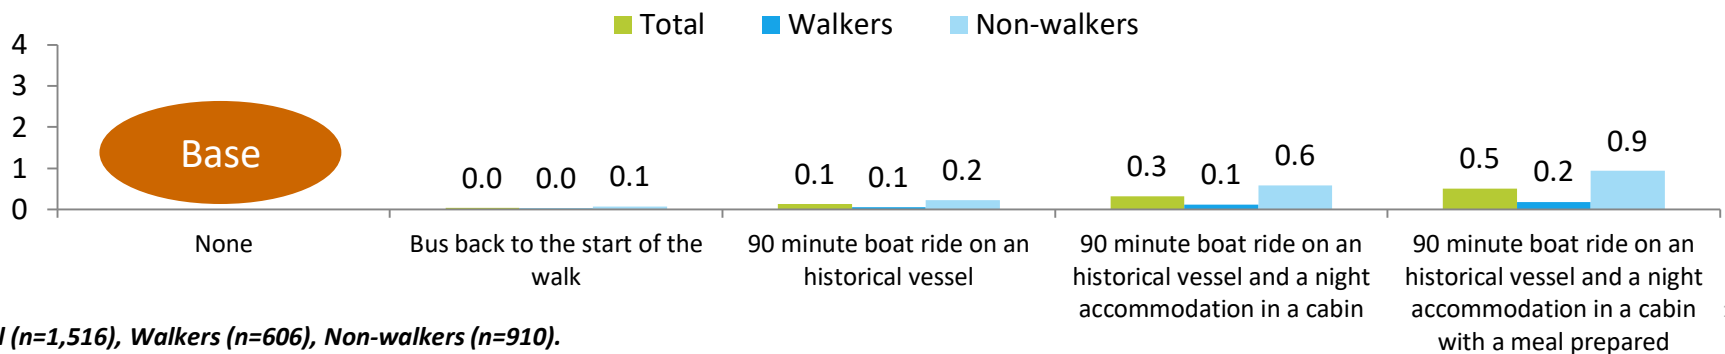 Total Walkers Non-walkers
4
3
2
1
0
Base
0.0 0.0 0.1
0.1 0.1 0.2
0.3 0.1 0.6
0.5 0.2 0.9
None
Bus back to the start of the
walk
90 minute boat ride on an
historical vessel
90 minute boat ride on an
historical vessel and a night
accommodation in a cabin
90 minute boat ride on an
historical vessel and a night
accommodation in a cabin
with a meal prepared
(n=1,516), Walkers (n=606), Non-walkers (n=910).